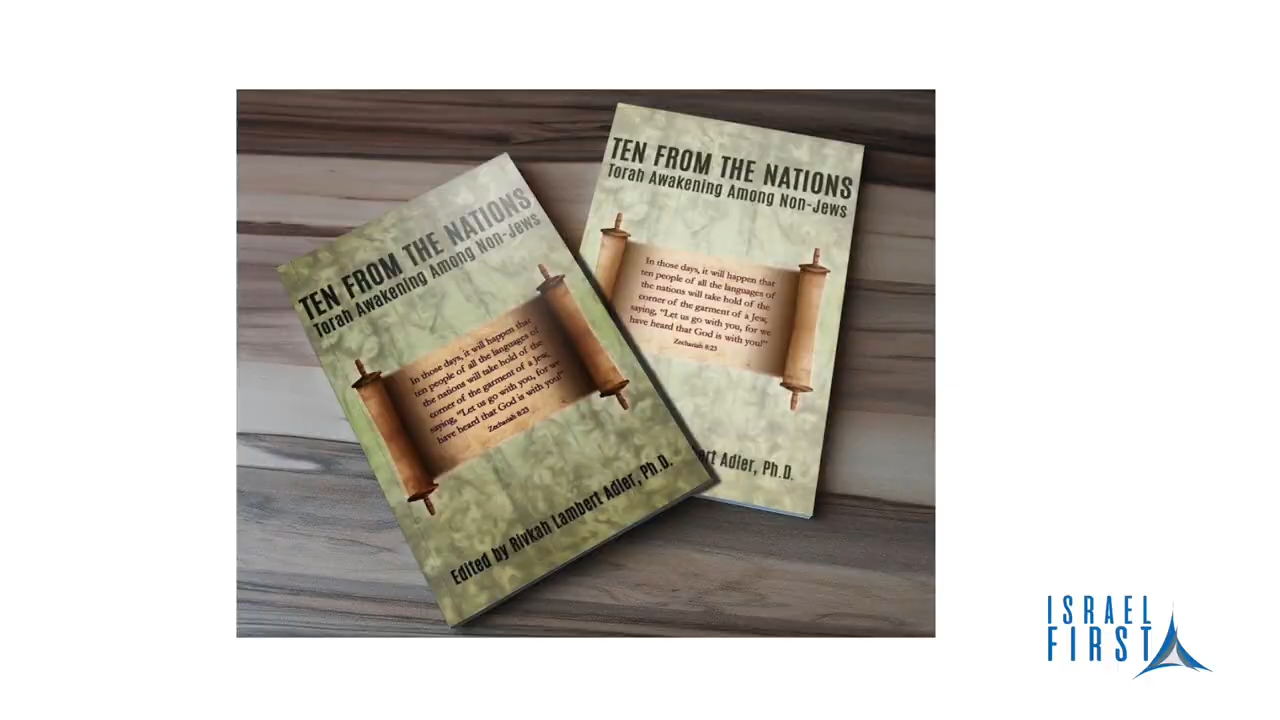 TEN FROM THE NATIONS
Torah Awakening Among Non-Jews
In those days, it will happen that
ten people of all the languages of
the nations will take hold of the
corner of the garment of a Jew,
saying, “Let us go with you, for we
have heard that God is with you!”
Zechariah 8:23
Edited by Rivkah Lambert Adler, Ph.D.
TEN FROM THE NATIONS
Torah Awakening Among Non-Jews
In those days, it will happen that
ten people of all the languages of
the nations will take hold of the
corner of the garment of a Jew,
saying, “Let us go with you, for we
have heard that God is with you!”
Zechariah 8:23
Adler, Ph.D.
ISRAEL
FIRST